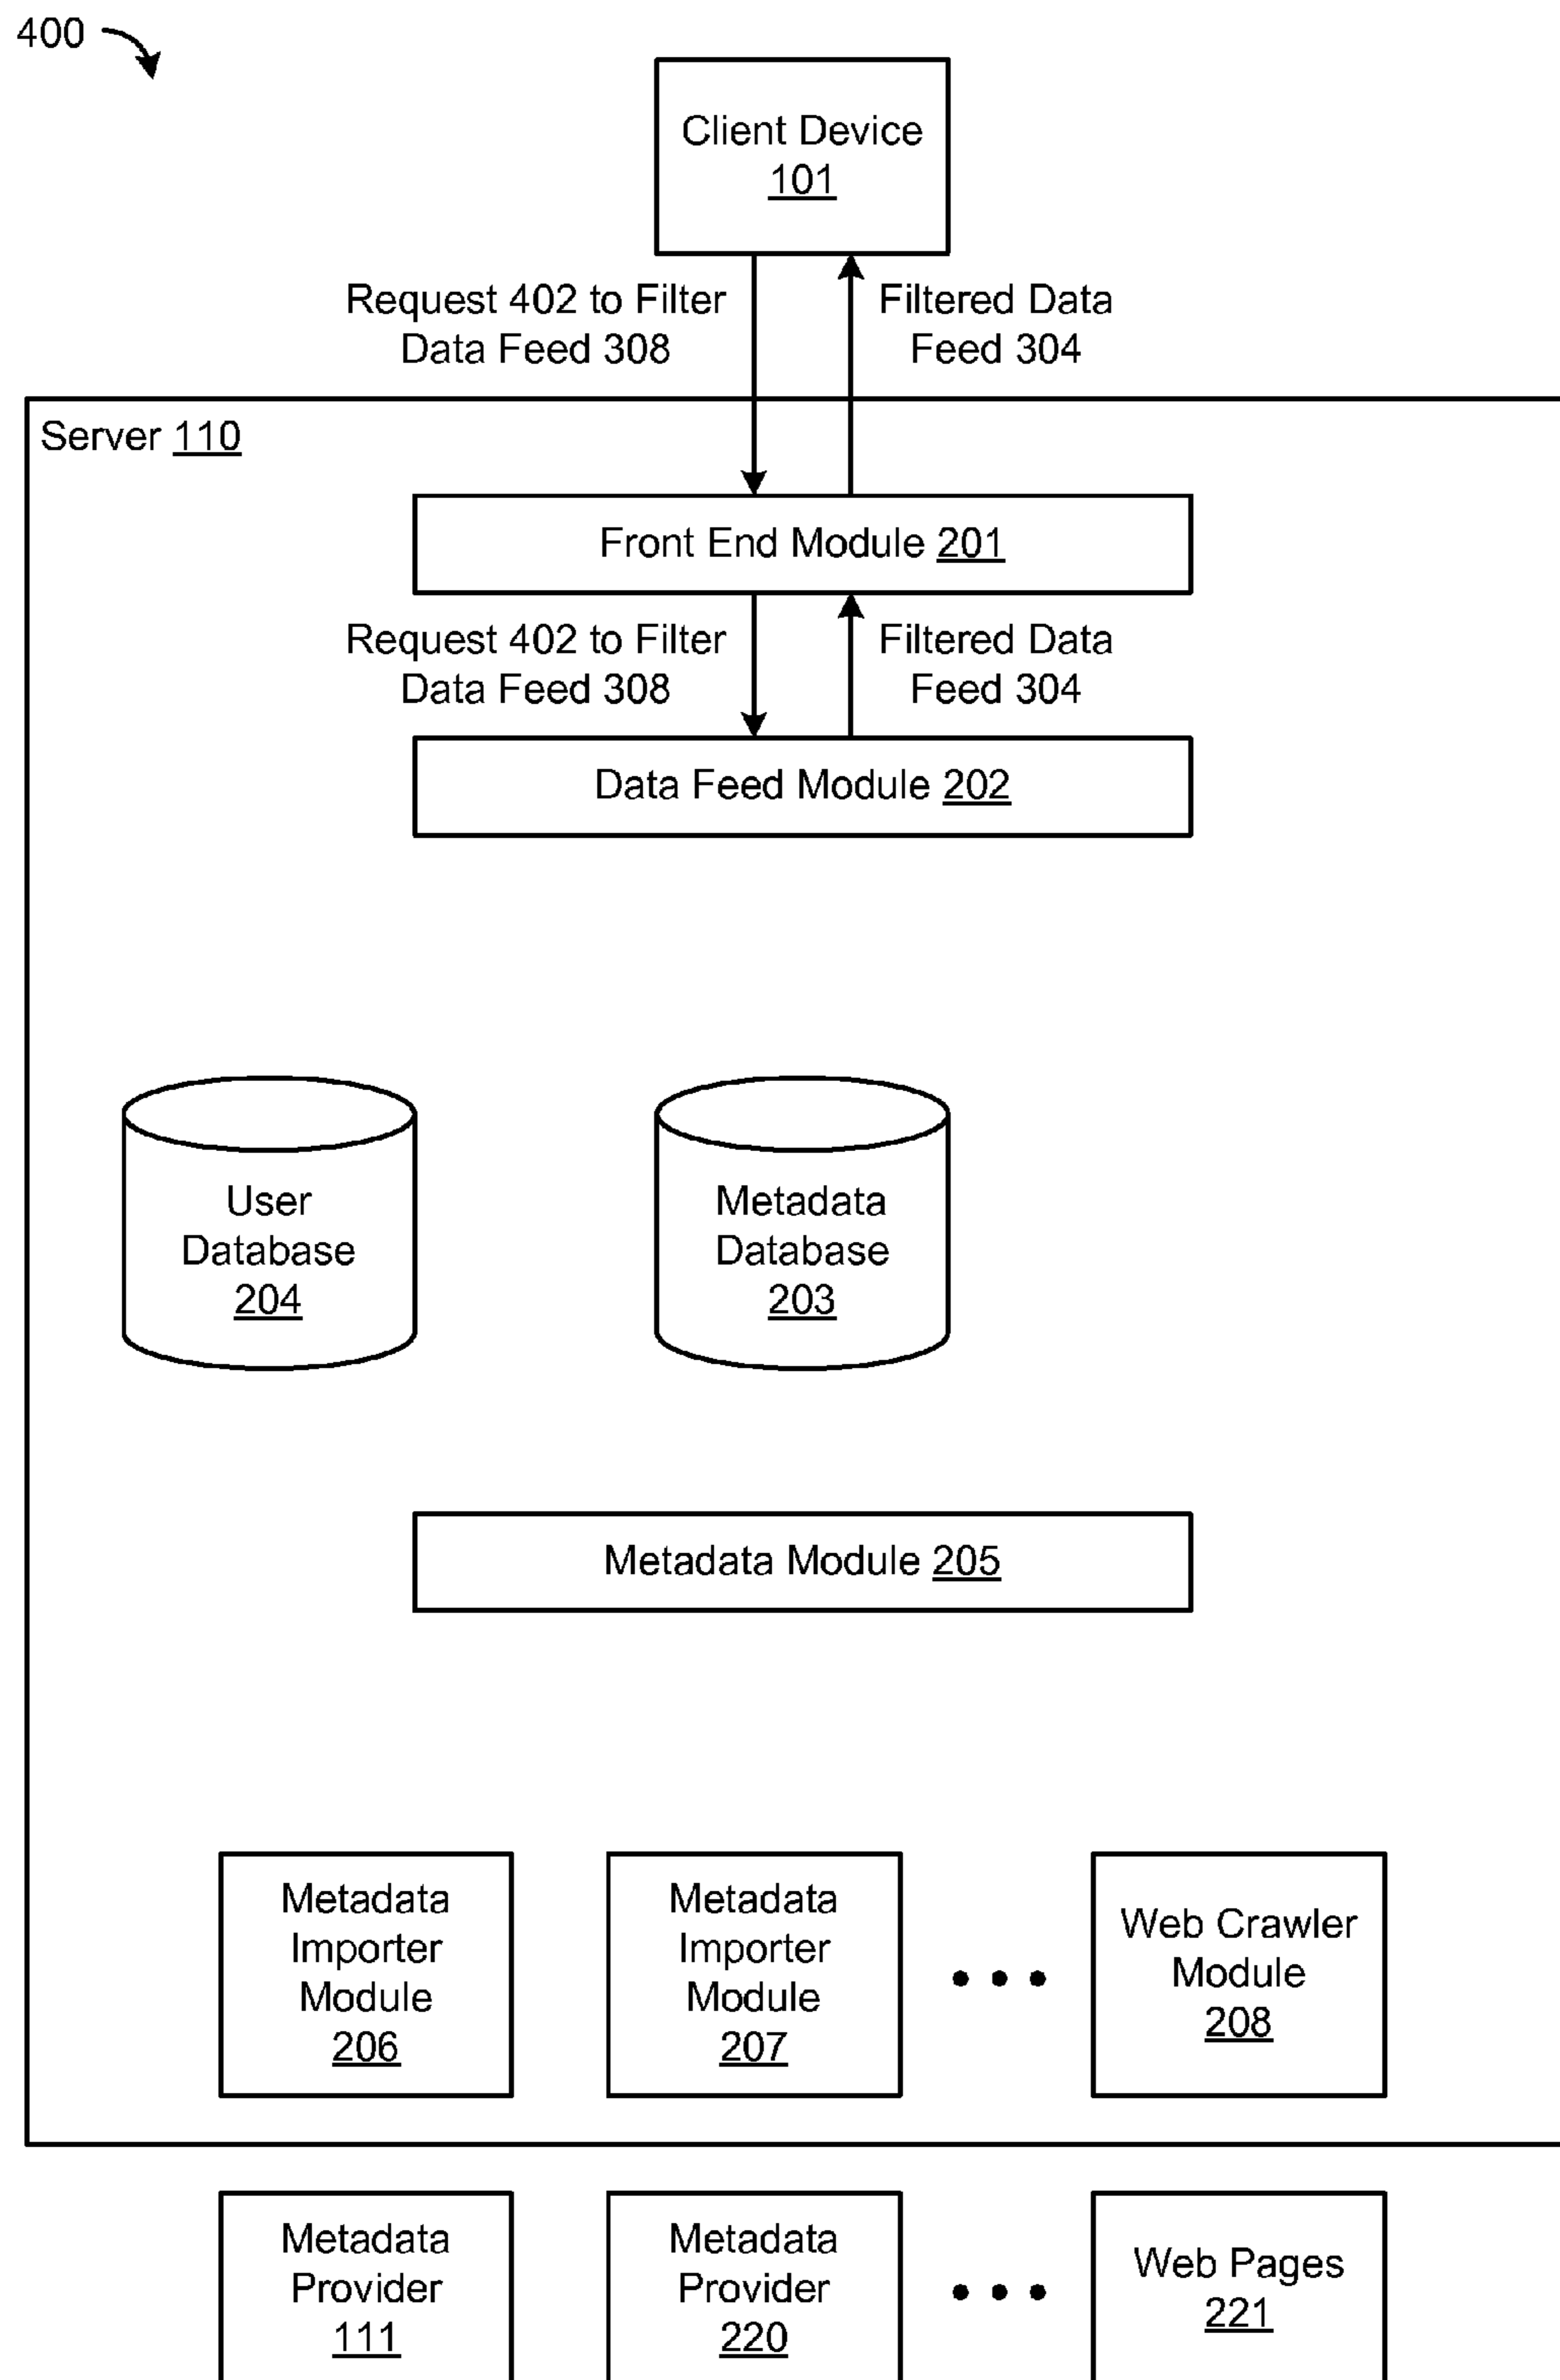 400
Client Device
101
Request 402 to Filter
Data Feed 308
Filtered Data
Feed 304
Server 110
Front End Module 201
Request 402 to Filter
Data Feed 308
Filtered Data
Feed 304
Data Feed Module 202
User
Database
204
Metadata
Database
203
Metadata Module 205
Metadata
Importer
Module
206
Metadata
Importer
Module
207
Web Crawler
Module
208
Metadata
Provider
111
Metadata
Provider
220
Web Pages
221